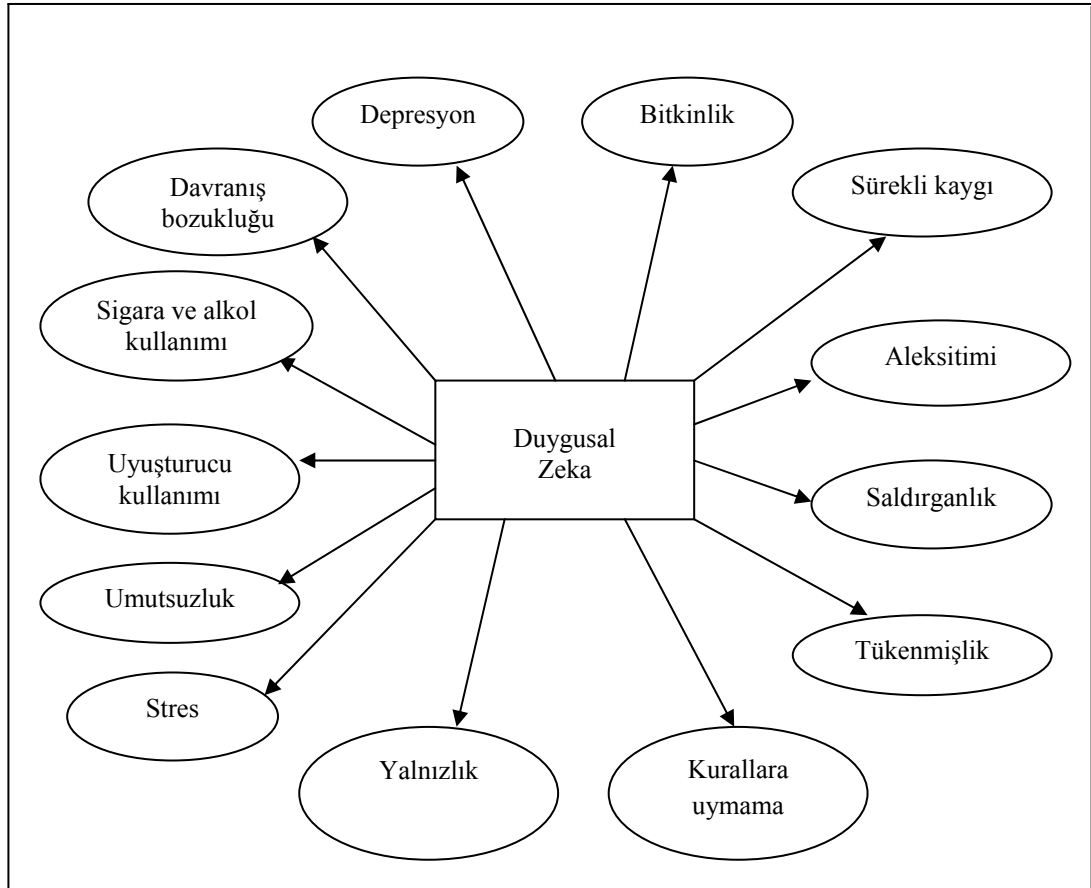 Depresyon
Bitkinlik
Davranış
bozukluğu
Sürekli kaygı
Sigara ve alkol
kullanımı
Aleksitimi
Duygusal
Zeka
Uyuşturucu
kullanımı
Saldırganlık
Umutsuzluk
Tükenmişlik
Stres
Yalnızlık
Kurallara
uymama